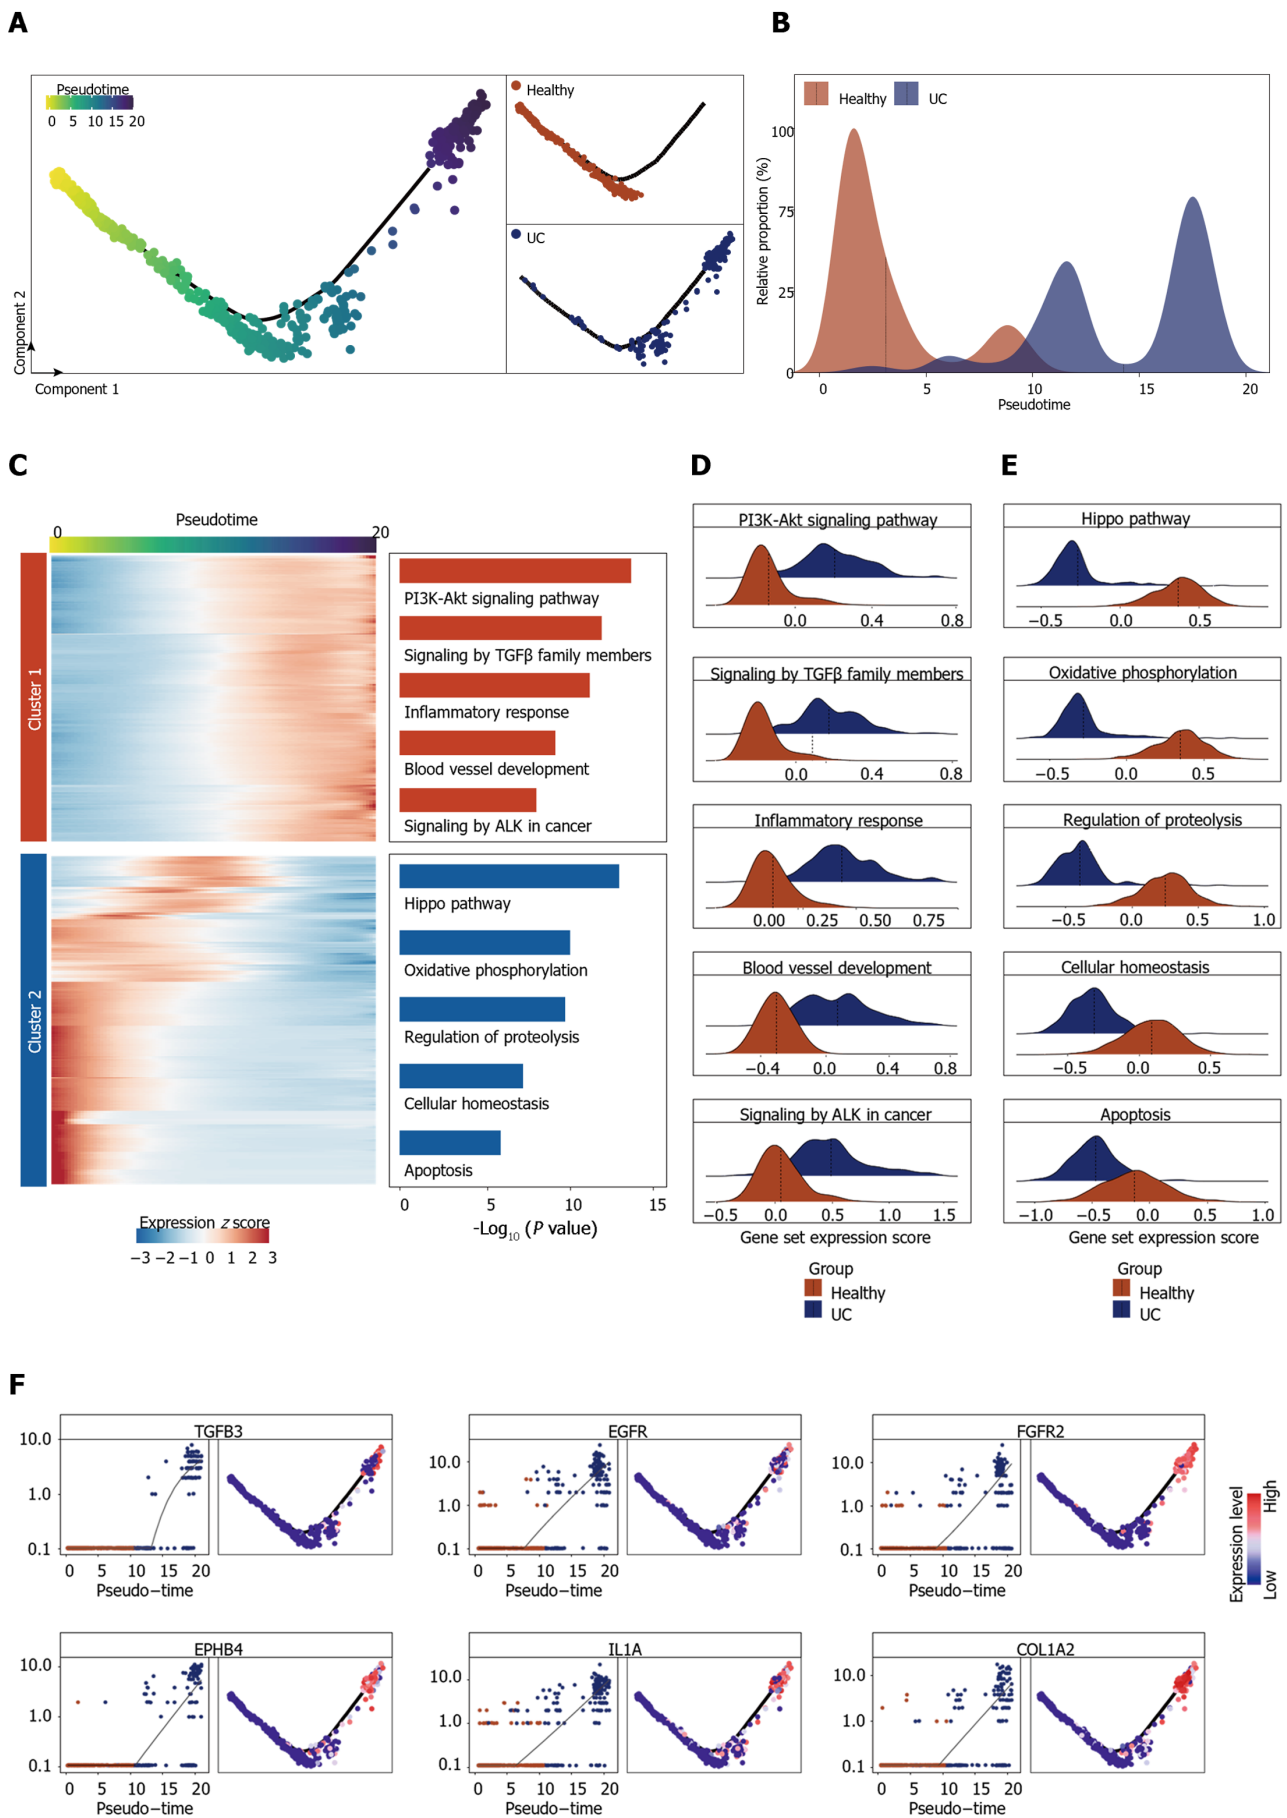 A
B
Pseudotime
0 5 10 15 20
Healthy
UC
Component 2
Component 1
Healthy UC
Relative proportion (%)
100
75
25
0
0 5 10 15 20
Pseudotime
C
D
E
Pseudotime
0 20
Cluster 1
PI3K-Akt signaling pathway
Signaling by TGFβ family members
Inflammatory response
Blood vessel development
Signaling by ALK in cancer
Cluster 2
Hippo pathway
Oxidative phosphorylation
Regulation of proteolysis
Cellular homeostasis
Apoptosis
0 5 10 15
-Log10 (P value)
Expression z score
−3 −2 −1 0 1 2 3
PI3K-Akt signaling pathway
0.0 0.4 0.8
Signaling by TGFβ family members
0.0 0.4 0.8
Inflammatory response
0.00 0.25 0.50 0.75
Blood vessel development
−0.4 0.0 0.4 0.8
Signaling by ALK in cancer
−0.5 0.0 0.5 1.0 1.5
Gene set expression score
Group
Healthy
UC
Hippo pathway
−0.5 0.0 0.5
Oxidative phosphorylation
−0.5 0.0 0.5
Regulation of proteolysis
−0.5 0.0 0.5 1.0
Cellular homeostasis
−0.5 0.0 0.5
Apoptosis
−1.0 −0.5 0.0 0.5 1.0
Gene set expression score
Group
Healthy
UC
F
TGFB3
10.0
1.0
0.1
0 5 10 15 20
Pseudo−time
EGFR
10.0
1.0
0.1
0 5 10 15 20
Pseudo−time
FGFR2
10.0
1.0
0.1
0 5 10 15 20
Pseudo−time
Expression level
Low High
EPHB4
10.0
1.0
0.1
0 5 10 15 20
Pseudo−time
IL1A
10.0
1.0
0.1
0 5 10 15 20
Pseudo−time
COL1A2
10.0
1.0
0.1
0 5 10 15 20
Pseudo−time